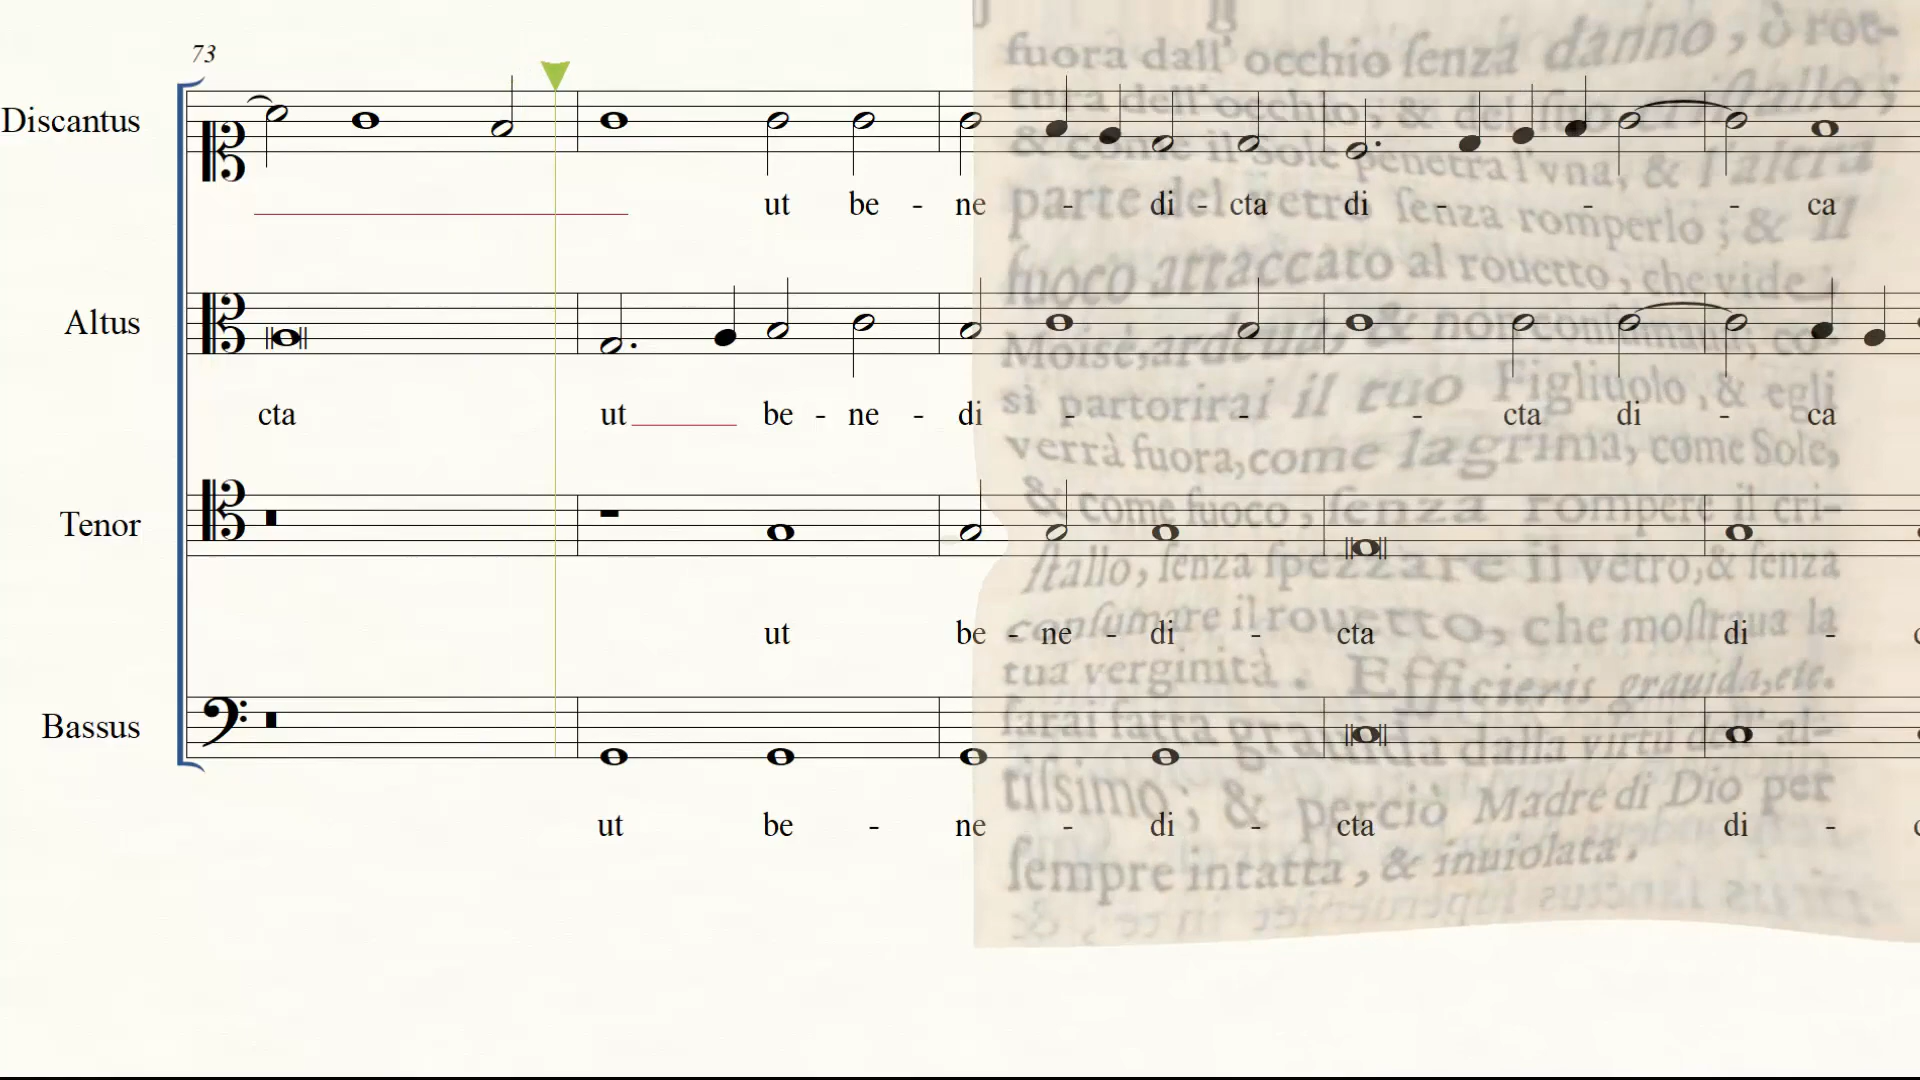 73
Discantus
ut be - ne - di - cta di - - - ca
Altus
cta ut be - ne - di - - - cta di - ca
Tenor
ut be - ne - di - cta di -
Bassus
ut be - ne - di - cta di -
fuora dall' occhio ſenza danno, ò rot-
tura dell'occhio, & del ſuo criſtallo;
& come il sole penetra l'vna, & l'altra
parte del vetro ſenza romperlo; & il
fuoco attaccato al rouetto, che vide
Moisè, ardeua, & non conſumaua, co-
sì partorirai il tuo Figliuolo, & egli
verrà fuora, come lagrima, come Sole,
& come fuoco, ſenza rompere il cri-
ſtallo, ſenza ſpezzare il vetro, & ſenza
conſumare il rouetto, che moſtraua la
tua verginità. Efficieris grauida, etc.
ſarai fatta grauida dalla virtù dell' al-
tiſsimo; & perciò Madre di Dio per
ſempre intatta, & inuiolata.